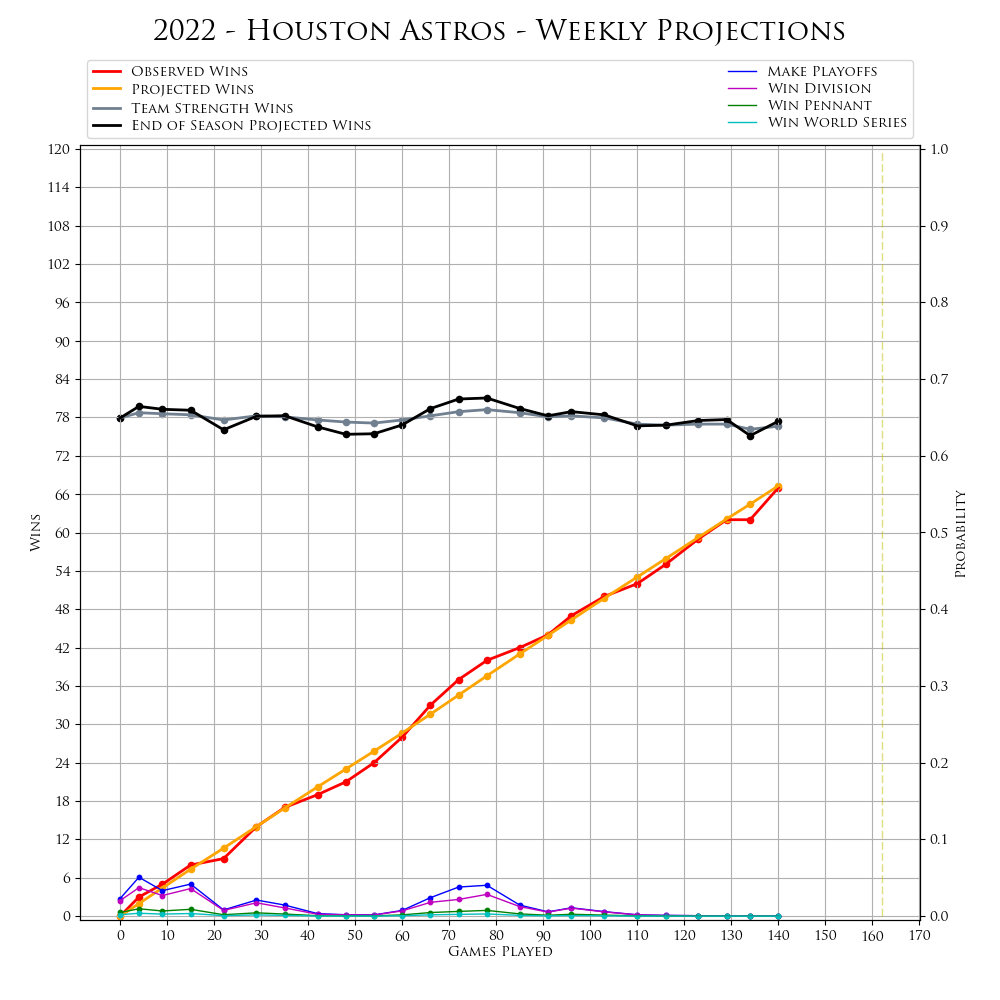 2022 - Houston Astros - Weekly Projections
Observed Wins
Projected Wins
Team Strength Wins
End of Season Projected Wins
Make Playoffs
Win Division
Win Pennant
Win World Series
120
114
108
102
96
90
84
78
72
66
60
54
48
42
36
30
24
18
12
6
0
Wins
1.0
0.9
0.8
0.7
0.6
0.5
0.4
0.3
0.2
0.1
0.0
Probability
0 10 20 30 40 50 60 70 80 90 100 110 120 130 140 150 160 170
Games Played